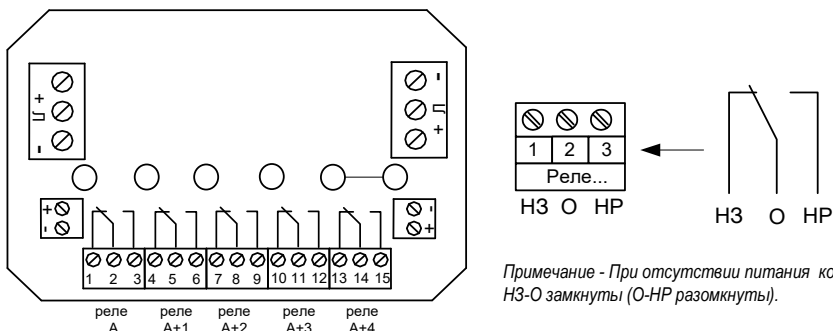 + Л -
- Л +
+ -
- +
1 2 3 4 5 6 7 8 9 10 11 12 13 14 15
реле реле реле реле реле
А А+1 А+2 А+3 А+4
1 2 3
Реле...
НЗ О НР
НЗ О НР
Примечание - При отсутствии питания ко
НЗ-О замкнуты (О-НР разомкнуты).